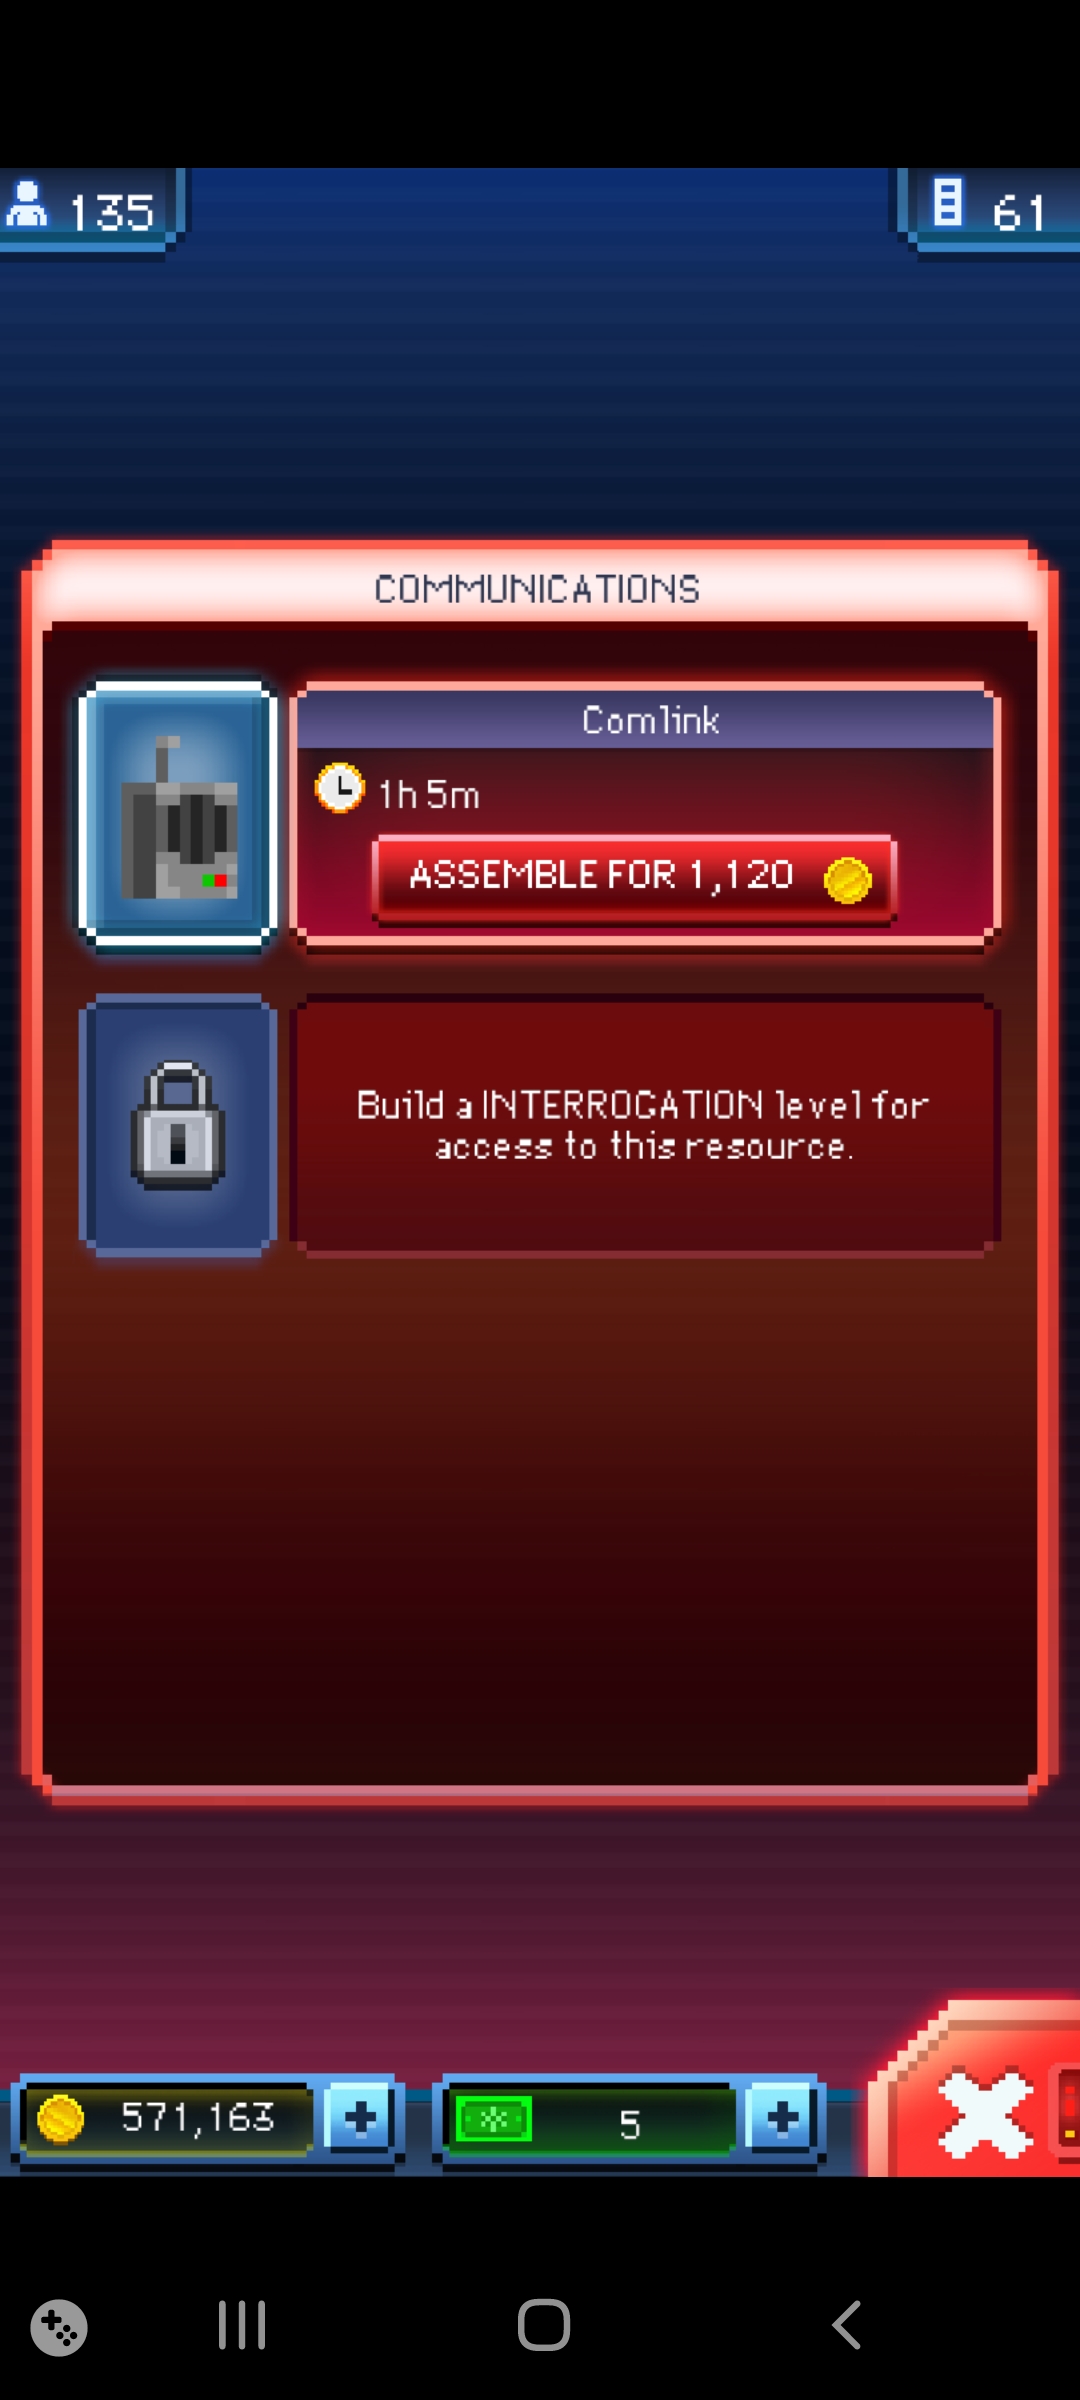 135
61
COMMUNICATIONS
Comlink
1h 5m
ASSEMBLE FOR 1,120
Build a INTERROGATION level for
access to this resource.
571,163
5